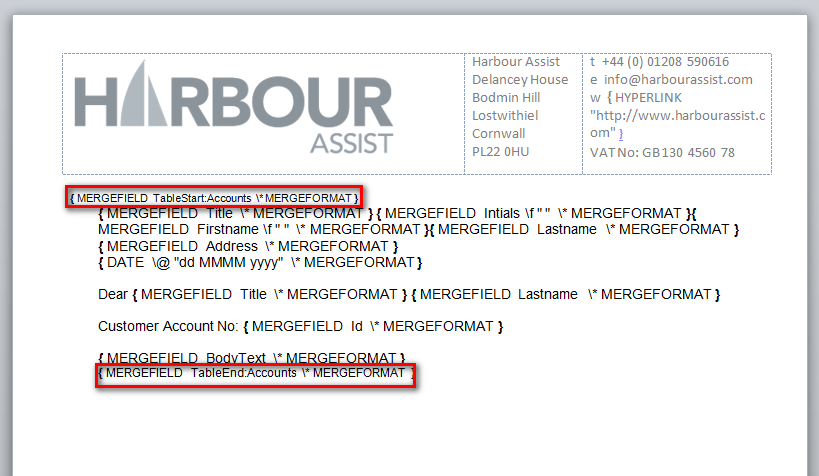 HARBOUR
ASSIST
Harbour Assist
Delancey House
Bodmin Hill
Lostwithiel
Cornwall
PL22 0HU
t +44 (0) 01208 590616
e info@harbourassist.com
w { HYPERLINK
"http://www.harbourassist.c
om" }
VAT No: GB130 4560 78
{ MERGEFIELD TableStart:Accounts \* MERGEFORMAT }
{ MERGEFIELD Title \* MERGEFORMAT } { MERGEFIELD Intials \f " " \* MERGEFORMAT }{
MERGEFIELD Firstname \f " " \* MERGEFORMAT }{ MERGEFIELD Lastname \* MERGEFORMAT }
{ MERGEFIELD Address \* MERGEFORMAT }
{ DATE \@ "dd MMMM yyyy" \* MERGEFORMAT }
Dear { MERGEFIELD Title \* MERGEFORMAT } { MERGEFIELD Lastname \* MERGEFORMAT }
Customer Account No: { MERGEFIELD Id \* MERGEFORMAT }
{ MERGEFIELD BodyText \* MERGEFORMAT }
{ MERGEFIELD TableEnd:Accounts \* MERGEFORMAT }